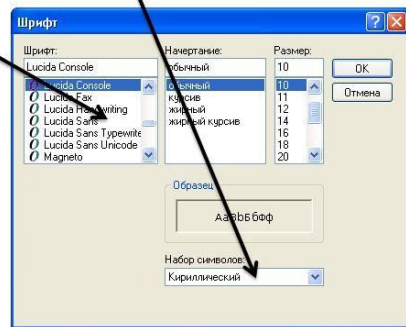 Шрифт
Шрифт:
Lucida Console
Lucida Console
Lucida Fax
Lucida Handwriting
Lucida Sans
Lucida Sans Typewrite
Lucida Sans Unicode
Magneto
Начертание:
обычный
обычный
курсив
жирный
жирный курсив
Размер:
10
10
11
12
14
16
18
20
OK
Отмена
Образец
АаВbБбФф
Набор символов:
Кириллический